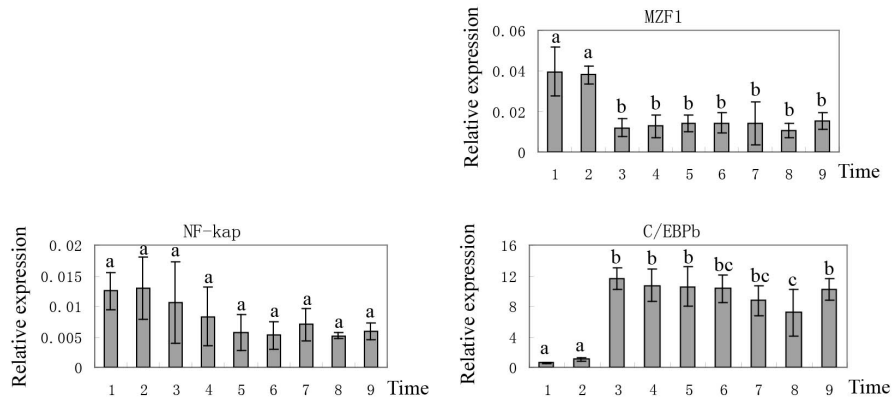 MZF1
Relative expression
0.06
0.04
0.02
0
a a b b b b b b b
1 2 3 4 5 6 7 8 9 Time
NF-kap
Relative expression
0.02
0.015
0.01
0.005
0
a a a a a a a a a
1 2 3 4 5 6 7 8 9 Time
C/EBPb
Relative expression
16
12
8
4
0
a a b b b bc bc c b
1 2 3 4 5 6 7 8 9 Time